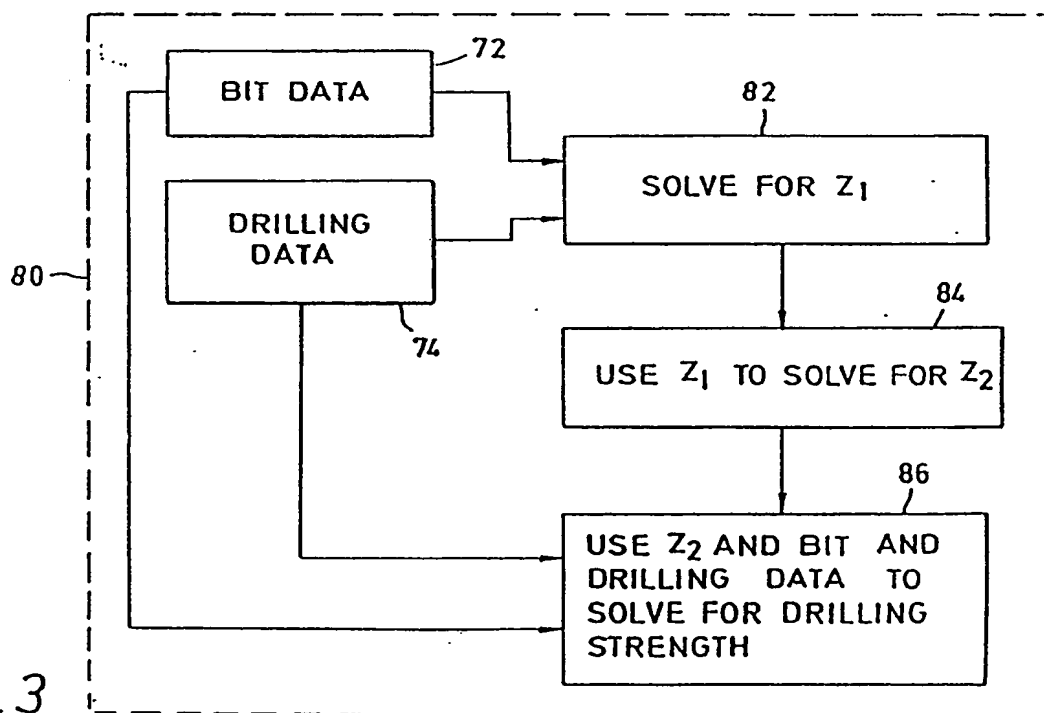 72
BIT DATA
82
SOLVE FOR Z1
DRILLING
DATA
80
74
84
USE Z1 TO SOLVE FOR Z2
86
USE Z2 AND BIT AND
DRILLING DATA TO
SOLVE FOR DRILLING
STRENGTH
.3